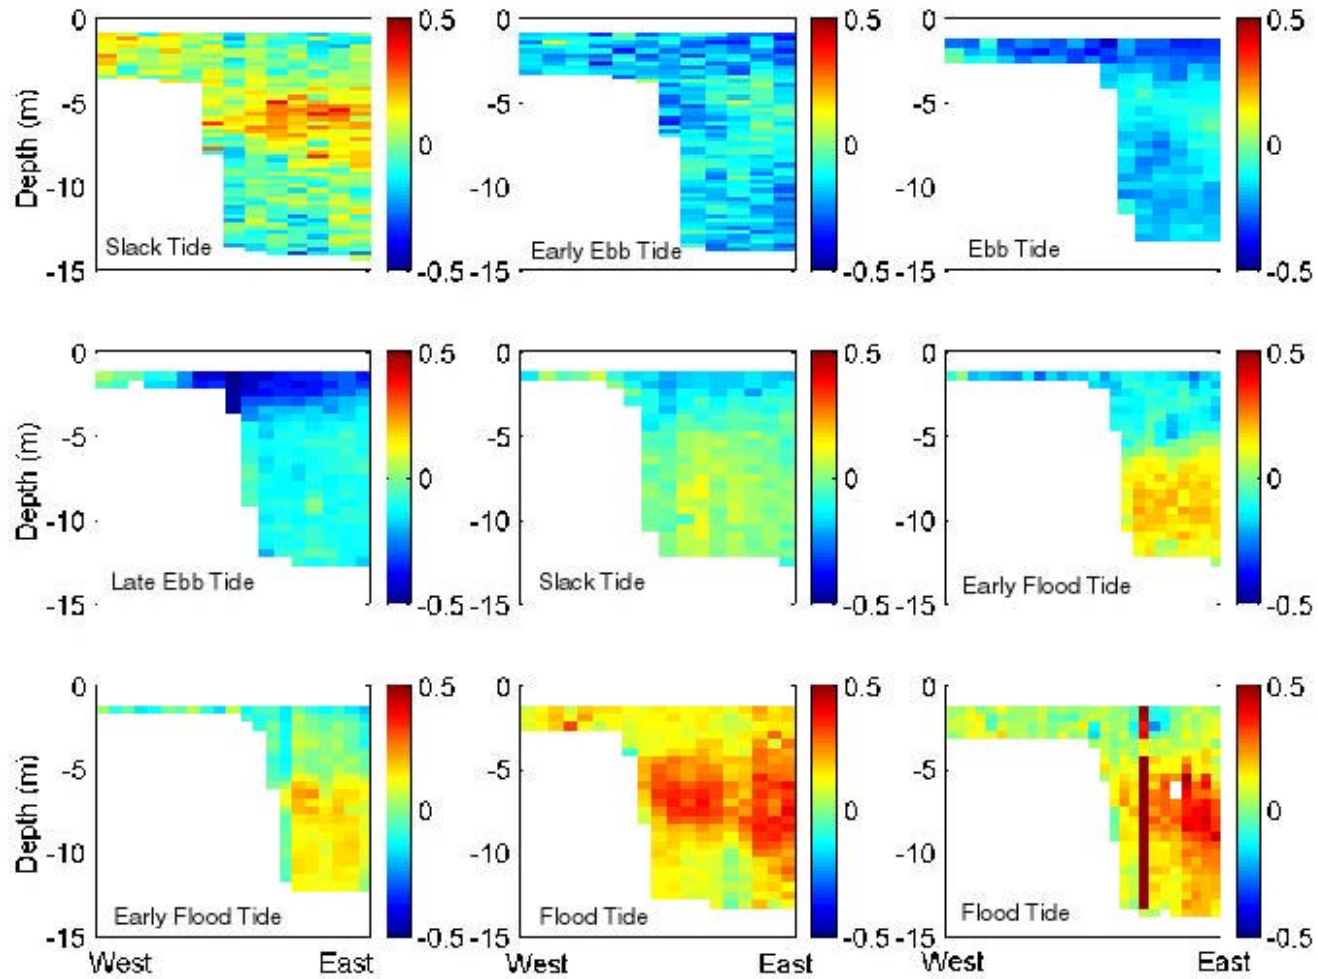 0 0.5 0 0.5 0 0.5
Depth (m) -5 -5 -5
0 0 0
-10 -10 -10
Slack Tide Early Ebb Tide Ebb Tide
-15 -0.5 -15 -0.5 -15 -0.5
0 0.5 0 0.5 0 0.5
Depth (m) -5 -5 -5
0 0 0
-10 -10 -10
Late Ebb Tide Slack Tide Early Flood Tide
-15 -0.5 -15 -0.5 -15 -0.5
0 0.5 0 0.5 0 0.5
Depth (m) -5 -5 -5
0 0 0
-10 -10 -10
Early Flood Tide Flood Tide Flood Tide
-15 -0.5 -15 -0.5 -15 -0.5
West East West East West East